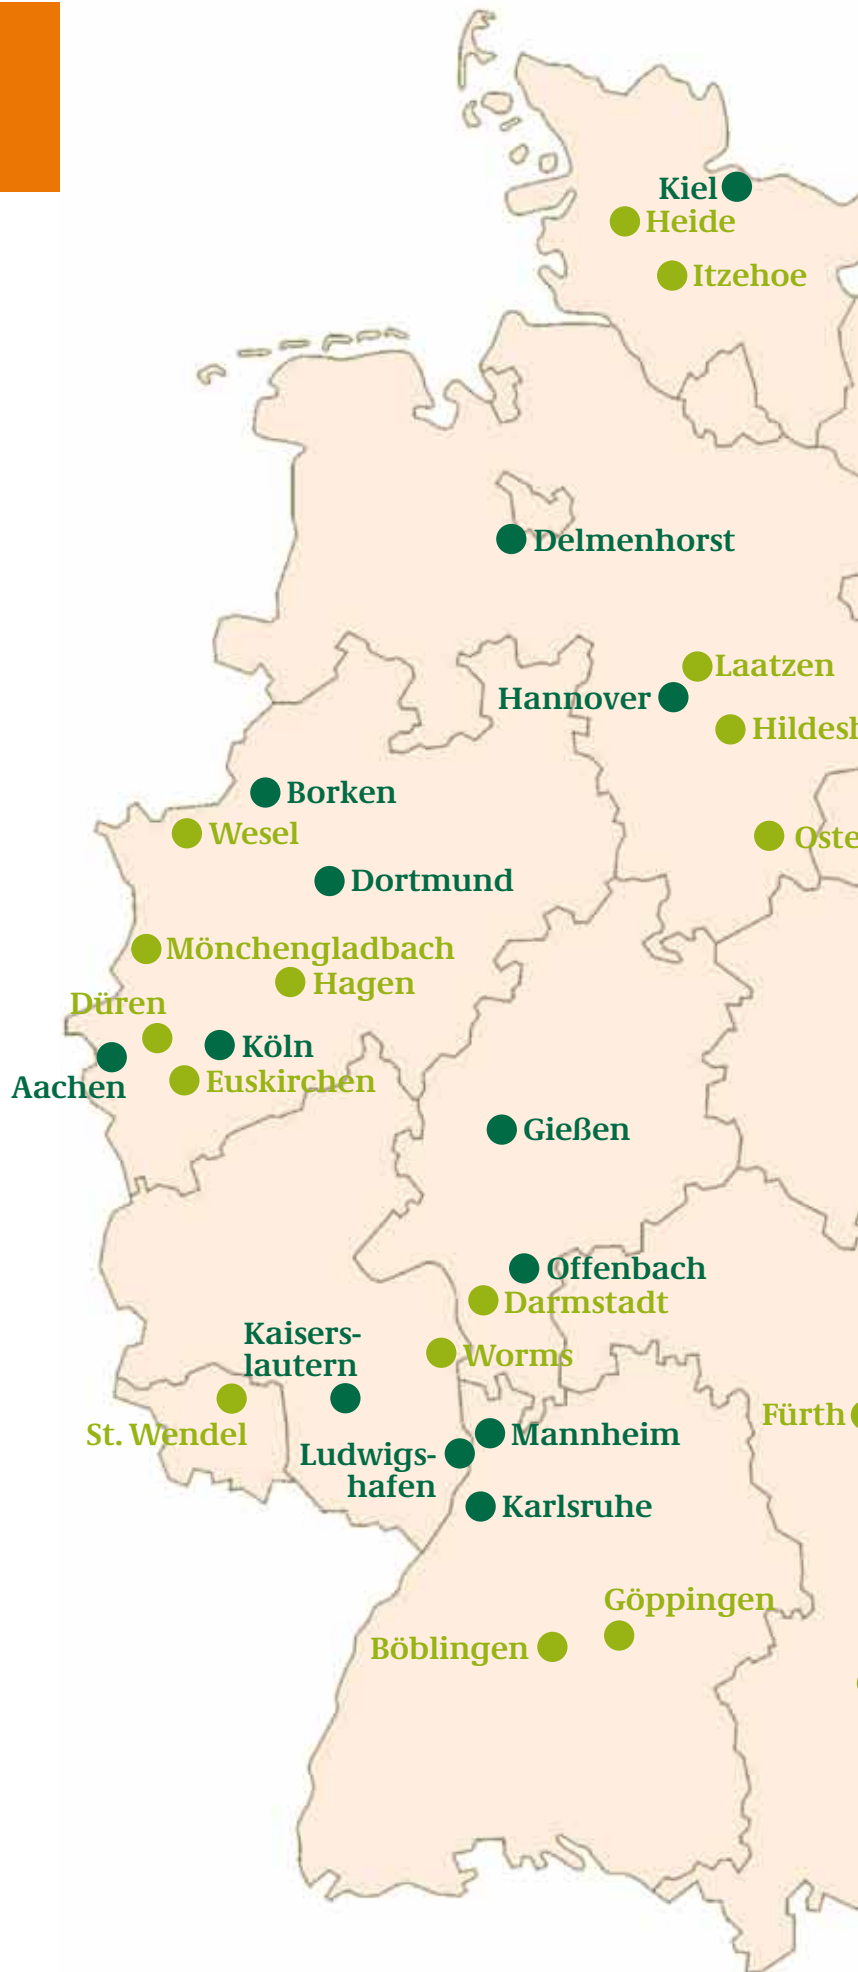 Kiel
Heide
Itzehoe
Delmenhorst
Laatzen
Hannover
Borken
Wesel
Dortmund
Mönchengladbach
Hagen
Düren
Köln
Aachen
Euskirchen
Gießen
Offenbach
Darmstadt
Kaisers-
lautern
Worms
Fürth
St. Wendel
Mannheim
Ludwigs-
hafen
Karlsruhe
Göppingen
Böblingen